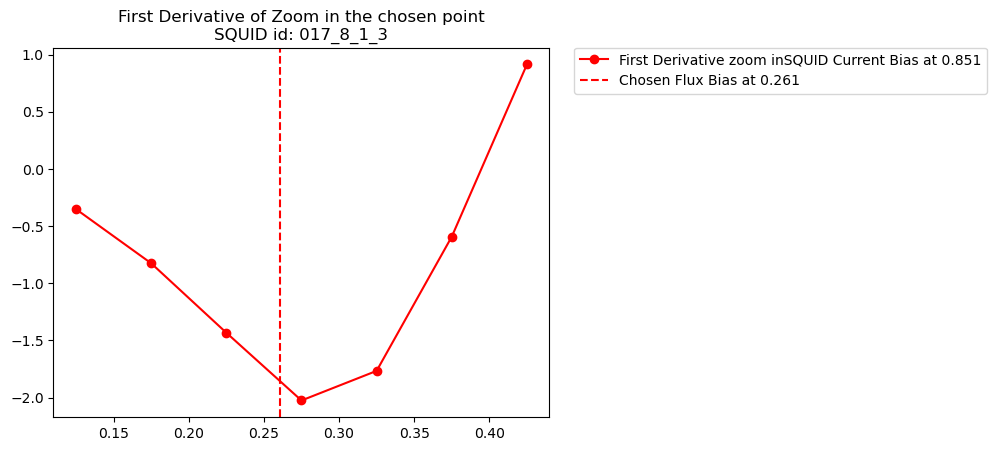 First Derivative of Zoom in the chosen point
SQUID id: 017_8_1_3
First Derivative zoom inSQUID Current Bias at 0.851
Chosen Flux Bias at 0.261
1.0
0.5
0.0
−0.5
−1.0
−1.5
−2.0
0.15 0.20 0.25 0.30 0.35 0.40